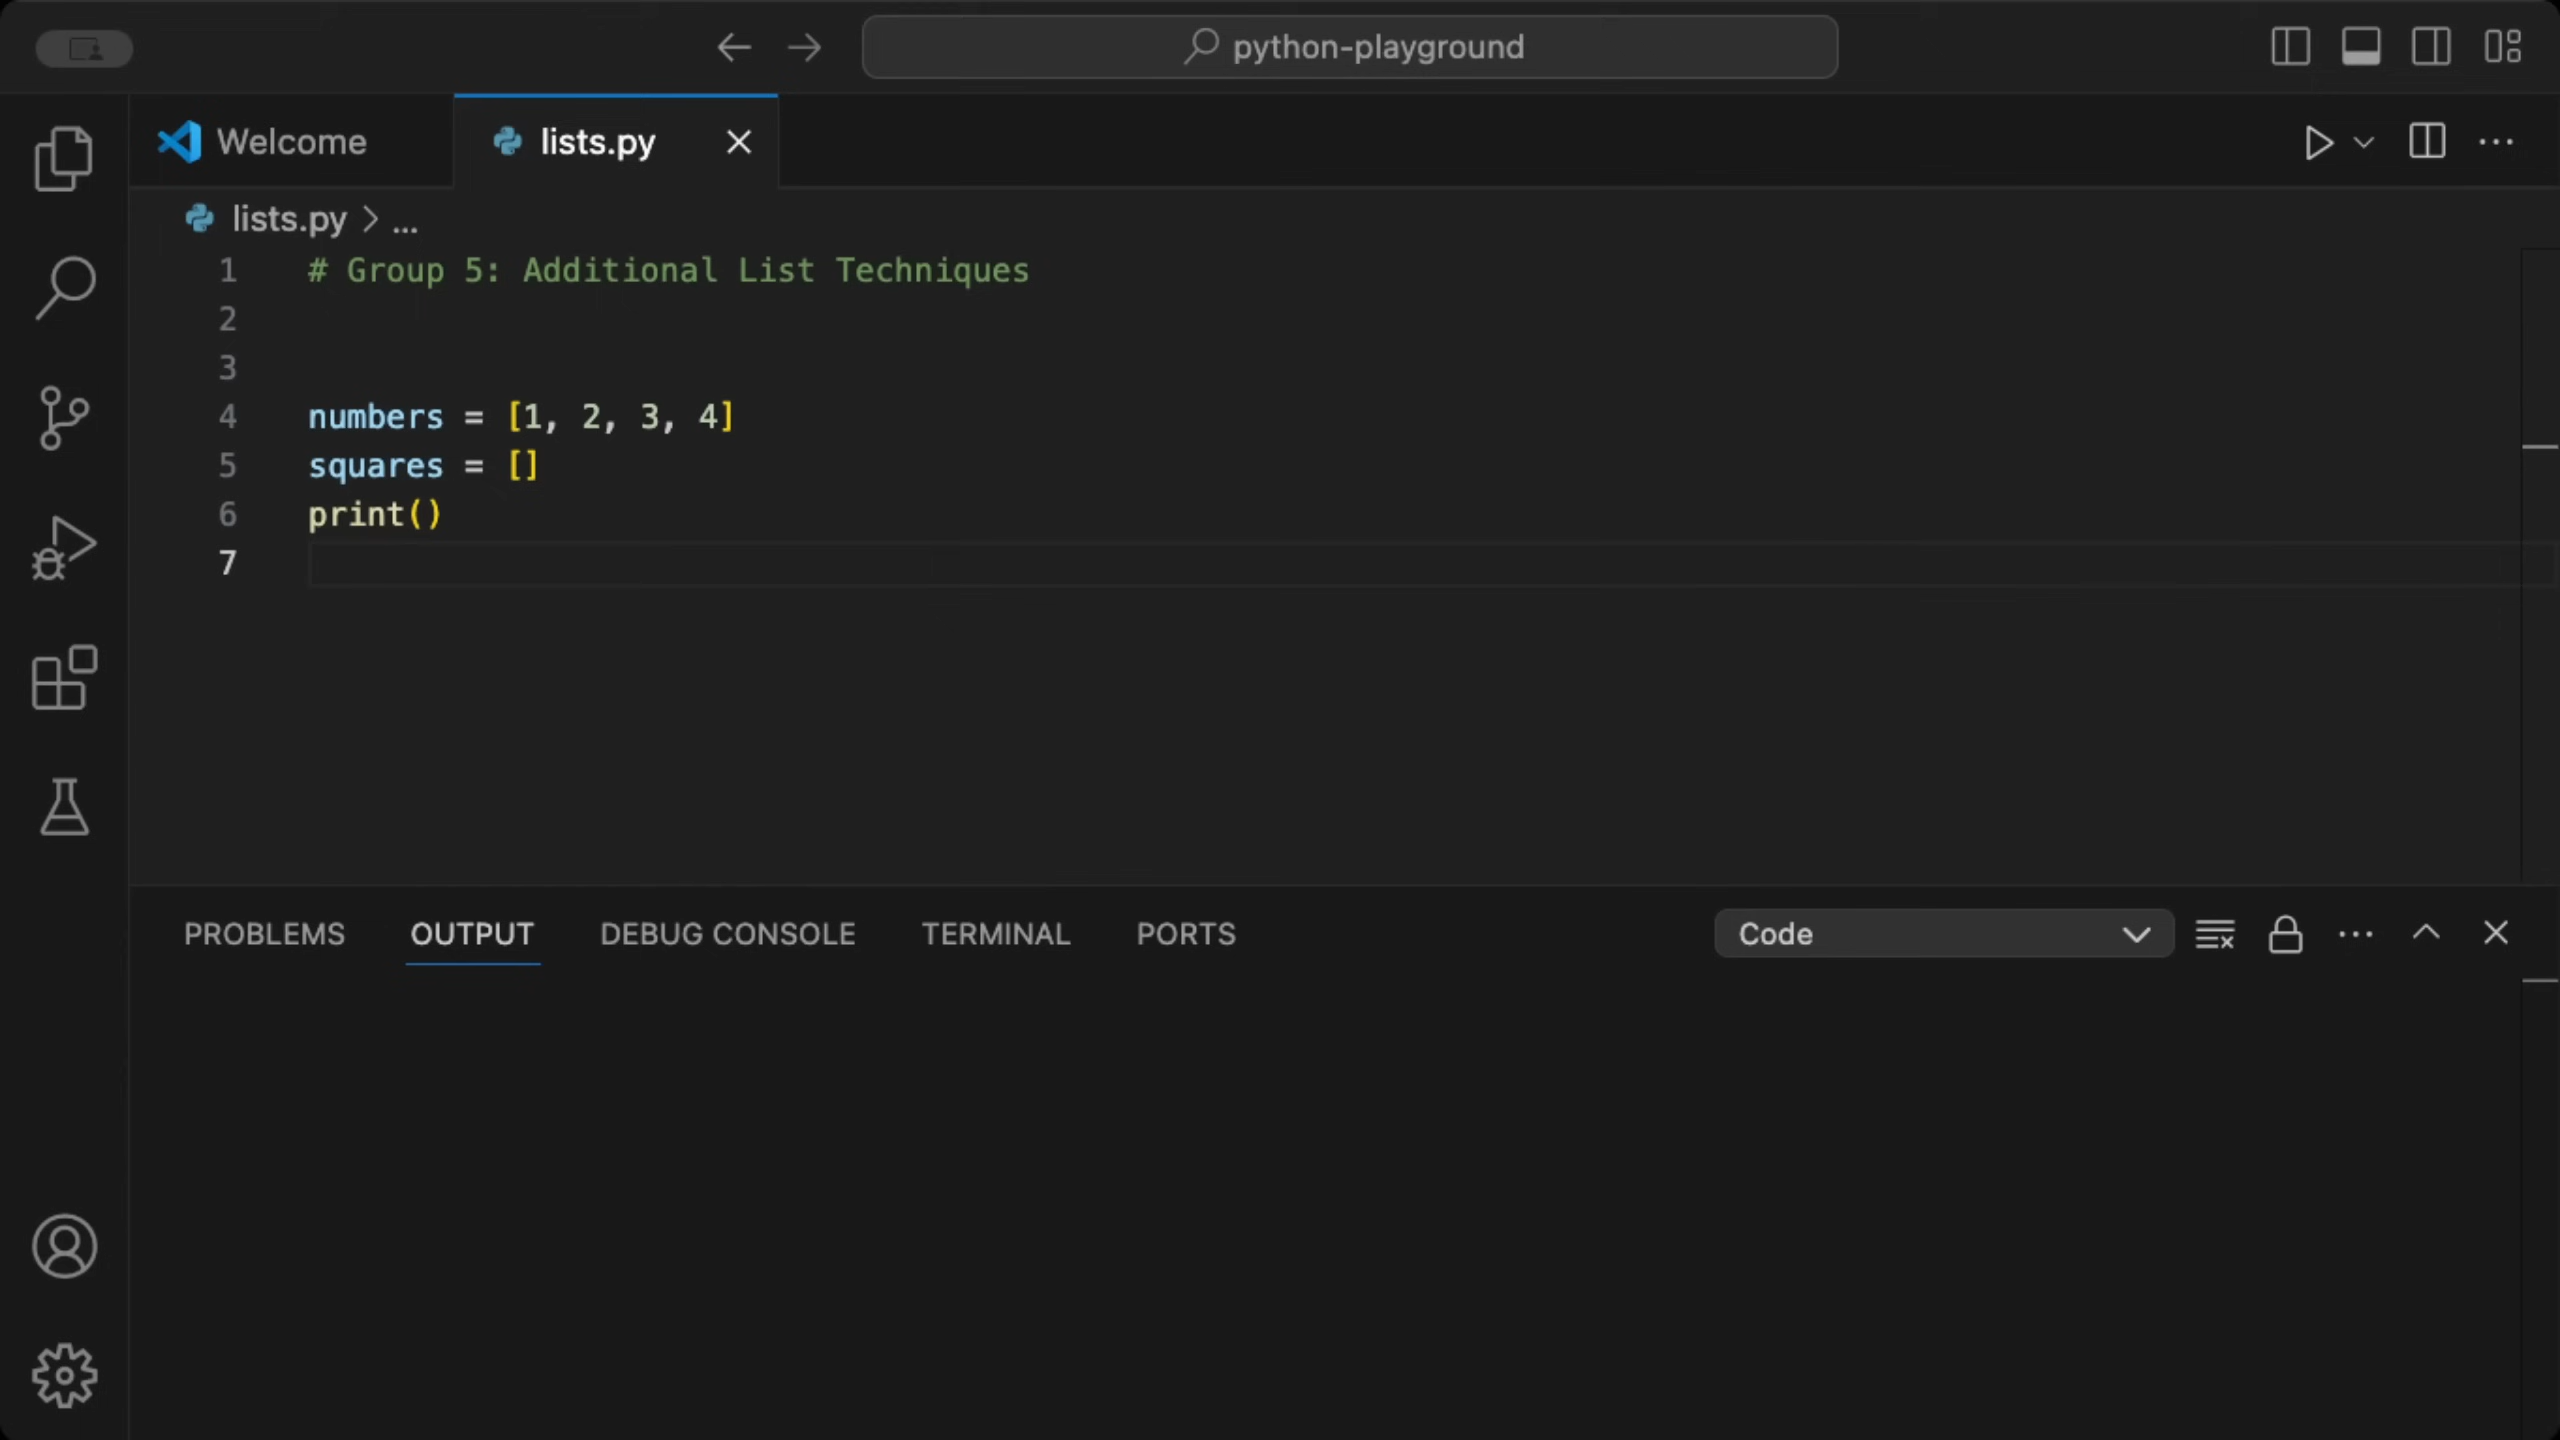 python-playground
Welcome
lists.py
lists.py > ...
1 # Group 5: Additional List Techniques
2
3
4 numbers = [1, 2, 3, 4]
5 squares = []
6 print()
7
PROBLEMS OUTPUT DEBUG CONSOLE TERMINAL PORTS Code